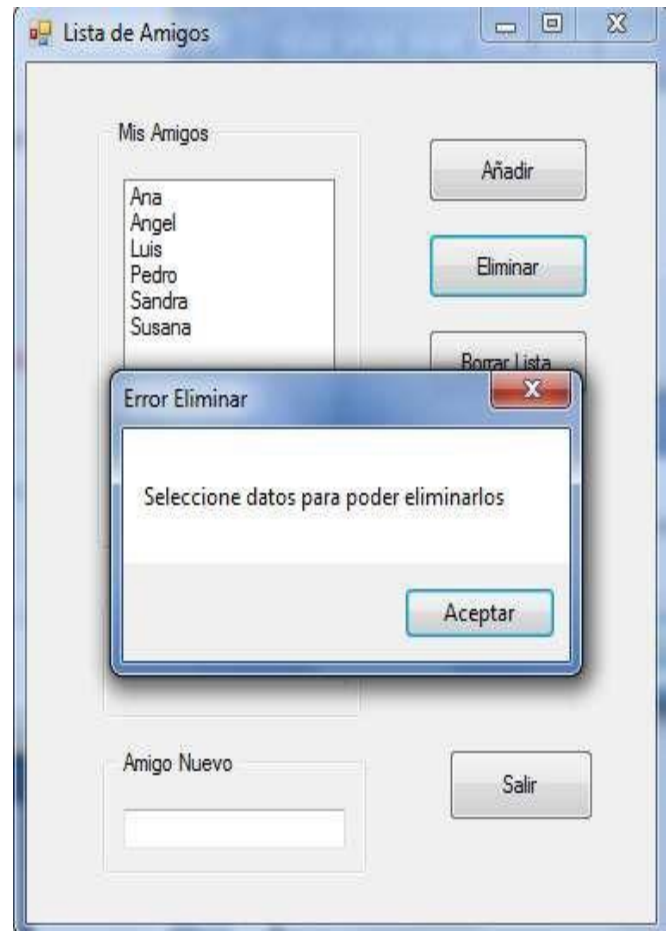 Lista de Amigos
Mis Amigos
Ana
Angel
Luis
Pedro
Sandra
Susana
Añadir
Eliminar
Borrar Lista
Error Eliminar
Seleccione datos para poder eliminarlos
Aceptar
Amigo Nuevo
Salir